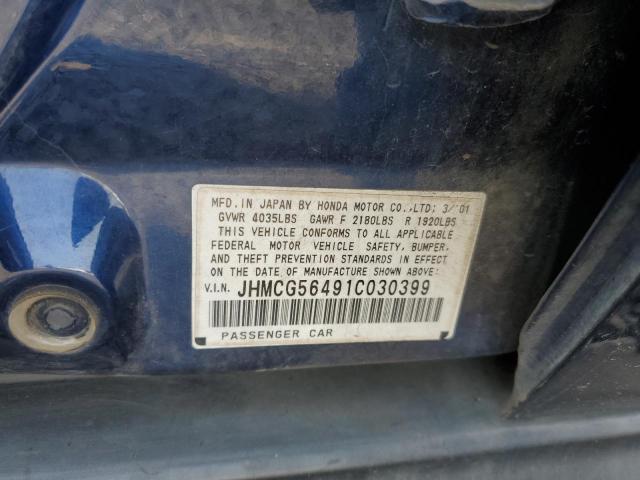 MFD. IN JAPAN BY HONDA MOTOR CO.,LTD; 3/'01
GVWR 4035LBS GAWR F 2180LBS R 1920LBS
THIS VEHICLE CONFORMS TO ALL APPLICABLE
FEDERAL MOTOR VEHICLE SAFETY, BUMPER,
AND THEFT PREVENTION STANDARDS IN EFFECT
ON THE DATE OF MANUFACTURE SHOWN ABOVE:
V.I.N. JHMCG56491C030399
PASSENGER CAR